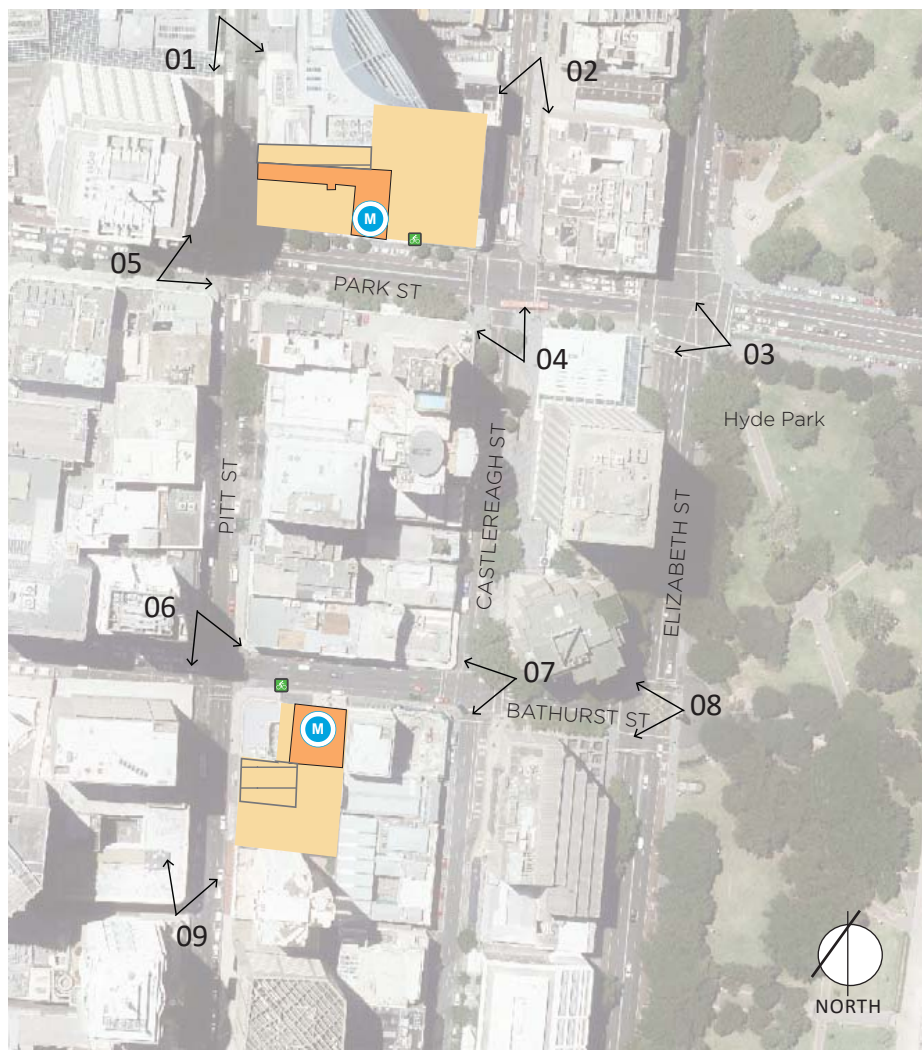 01
02
M
05
PARK ST
04
03
Hyde Park
PITT ST
CASTLEREAGH ST
ELIZABETH ST
06
07
08
BATHURST ST
M
09
NORTH